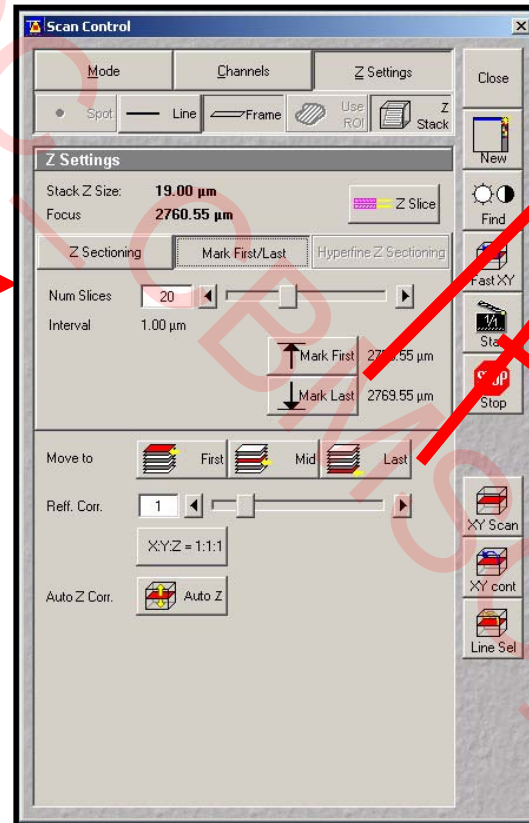 Scan Control
Mode Channels Z Settings Close
Spot Line Frame Use ROI Z Stack
New
Z Settings
Stack Z Size: 19.00 µm
Focus 2760.55 µm
Z Slice
Find
Z Sectioning Mark First/Last Hyperfine Z Sectioning
Fast XY
Num Slices 20
Interval 1.00 µm
Mark First
Mark Last 2769.55 µm
Stop
Move to First Mid Last
Reff. Corr. 1
XY Scan
X:Y:Z = 1:1:1
XY cont
Auto Z Corr. Auto Z
Line Sel